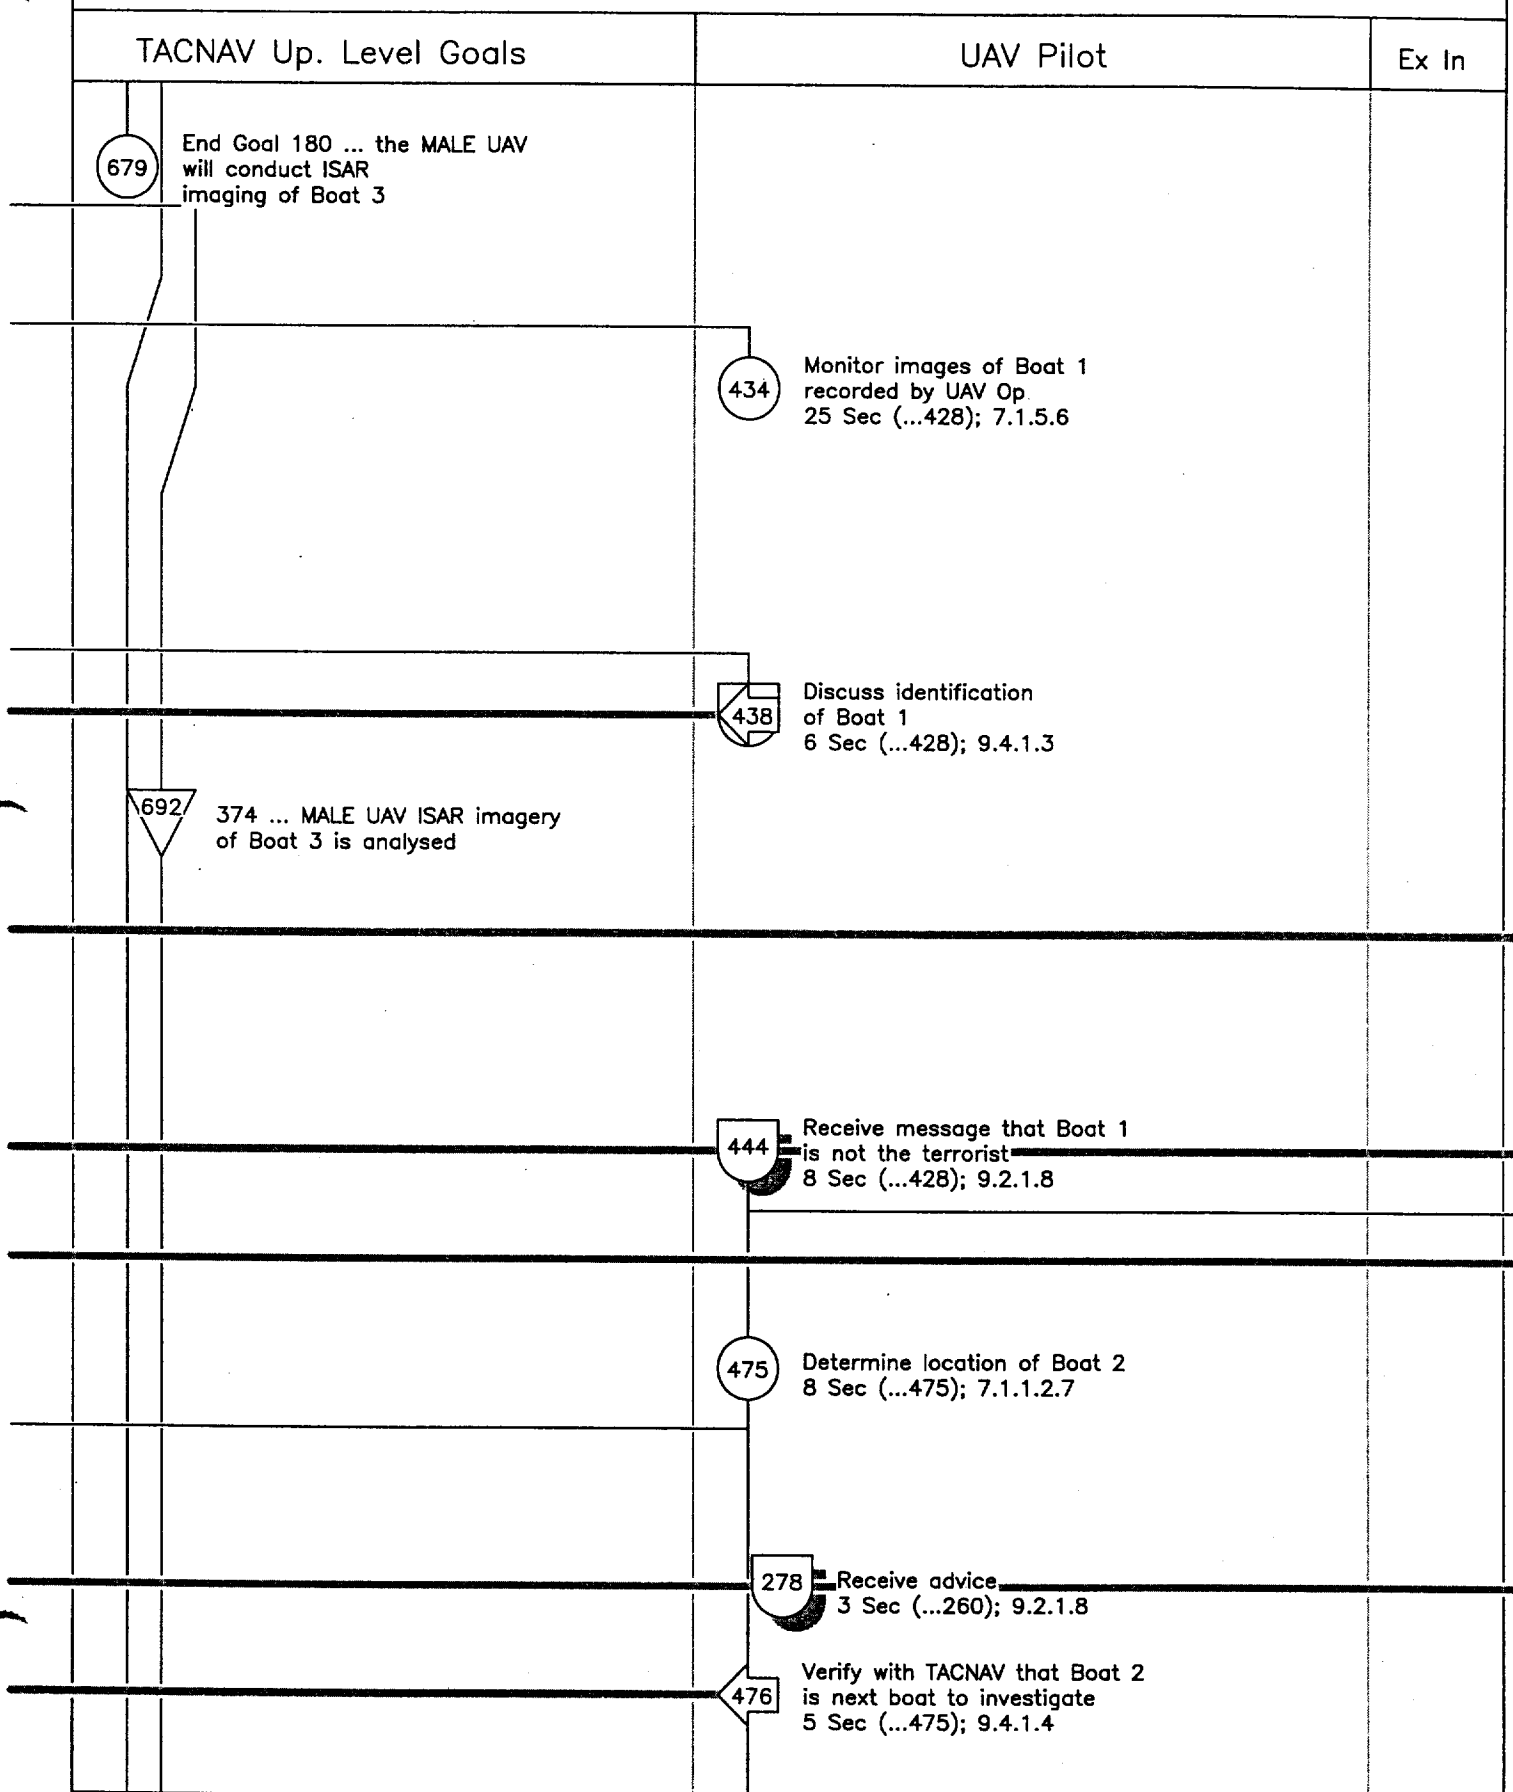 TACNAV Up. Level Goals
UAV Pilot
Ex In
679
End Goal 180 ... the MALE UAV
will conduct ISAR
imaging of Boat 3
434
Monitor images of Boat 1
recorded by UAV Op
25 Sec (...428); 7.1.5.6
438
Discuss identification
of Boat 1
6 Sec (...428); 9.4.1.3
692
374 ... MALE UAV ISAR imagery
of Boat 3 is analysed
444
Receive message that Boat 1
is not the terrorist
8 Sec (...428); 9.2.1.8
475
Determine location of Boat 2
8 Sec (...475); 7.1.1.2.7
278
Receive advice
3 Sec (...260); 9.2.1.8
476
Verify with TACNAV that Boat 2
is next boat to investigate
5 Sec (...475); 9.4.1.4